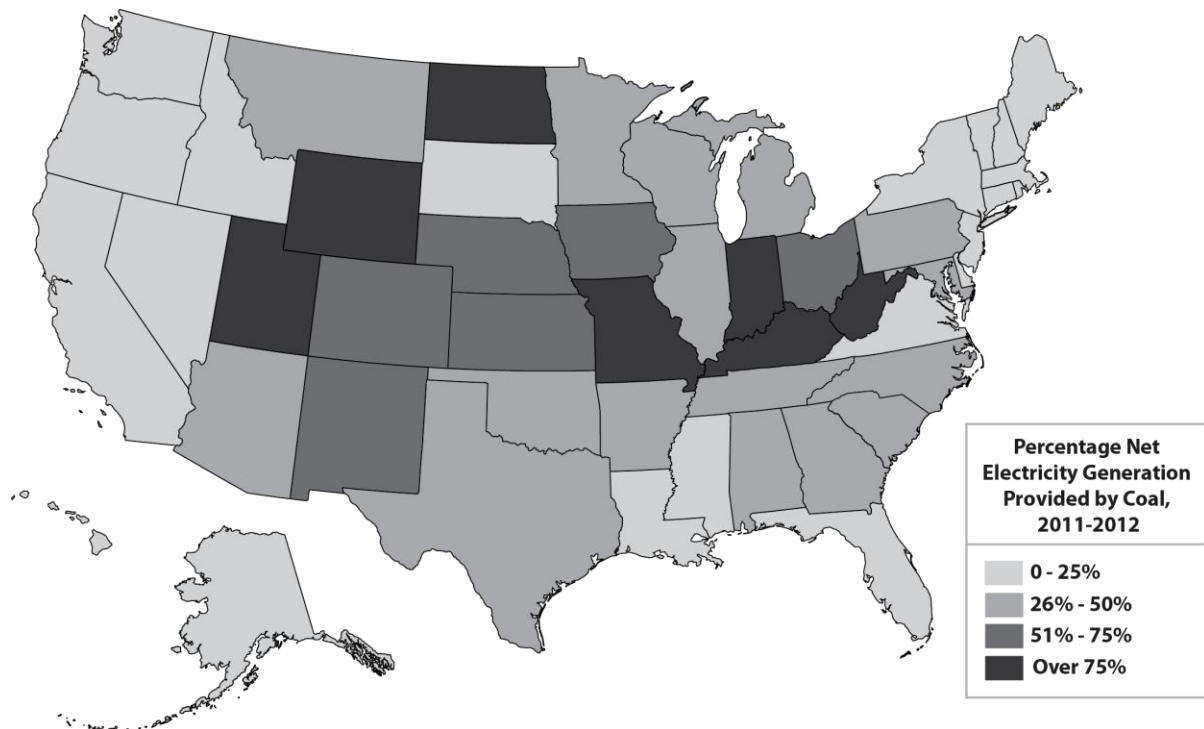 Percentage Net
Electricity Generation
Provided by Coal,
2011-2012
0 - 25%
26% - 50%
51% - 75%
Over 75%